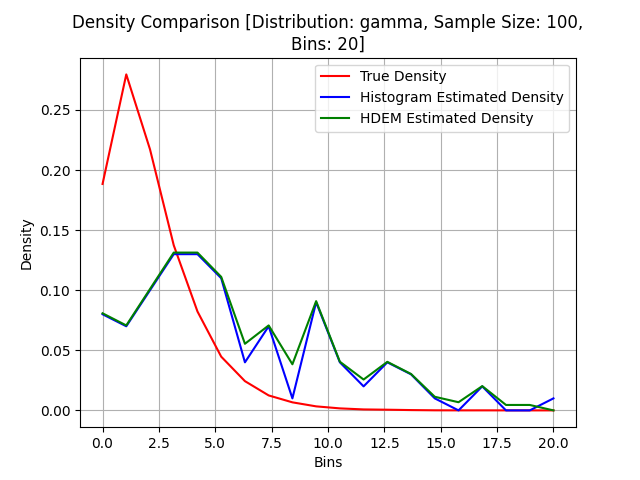 Density Comparison [Distribution: gamma, Sample Size: 100,
Bins: 20]
True Density
Histogram Estimated Density
HDEM Estimated Density
Density
0.25
0.20
0.15
0.10
0.05
0.00
0.0 2.5 5.0 7.5 10.0 12.5 15.0 17.5 20.0
Bins